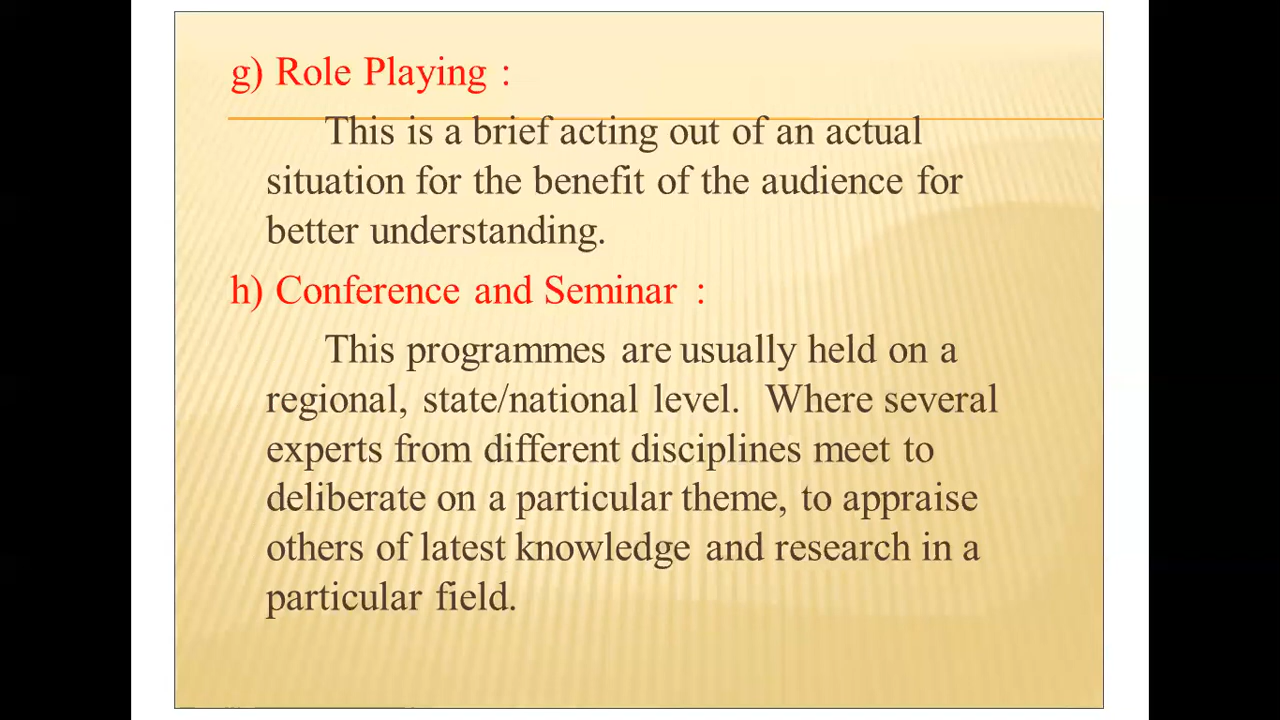 g) Role Playing :
This is a brief acting out of an actual
situation for the benefit of the audience for
better understanding.
h) Conference and Seminar :
This programmes are usually held on a
regional, state/national level. Where several
experts from different disciplines meet to
deliberate on a particular theme, to appraise
others of latest knowledge and research in a
particular field.